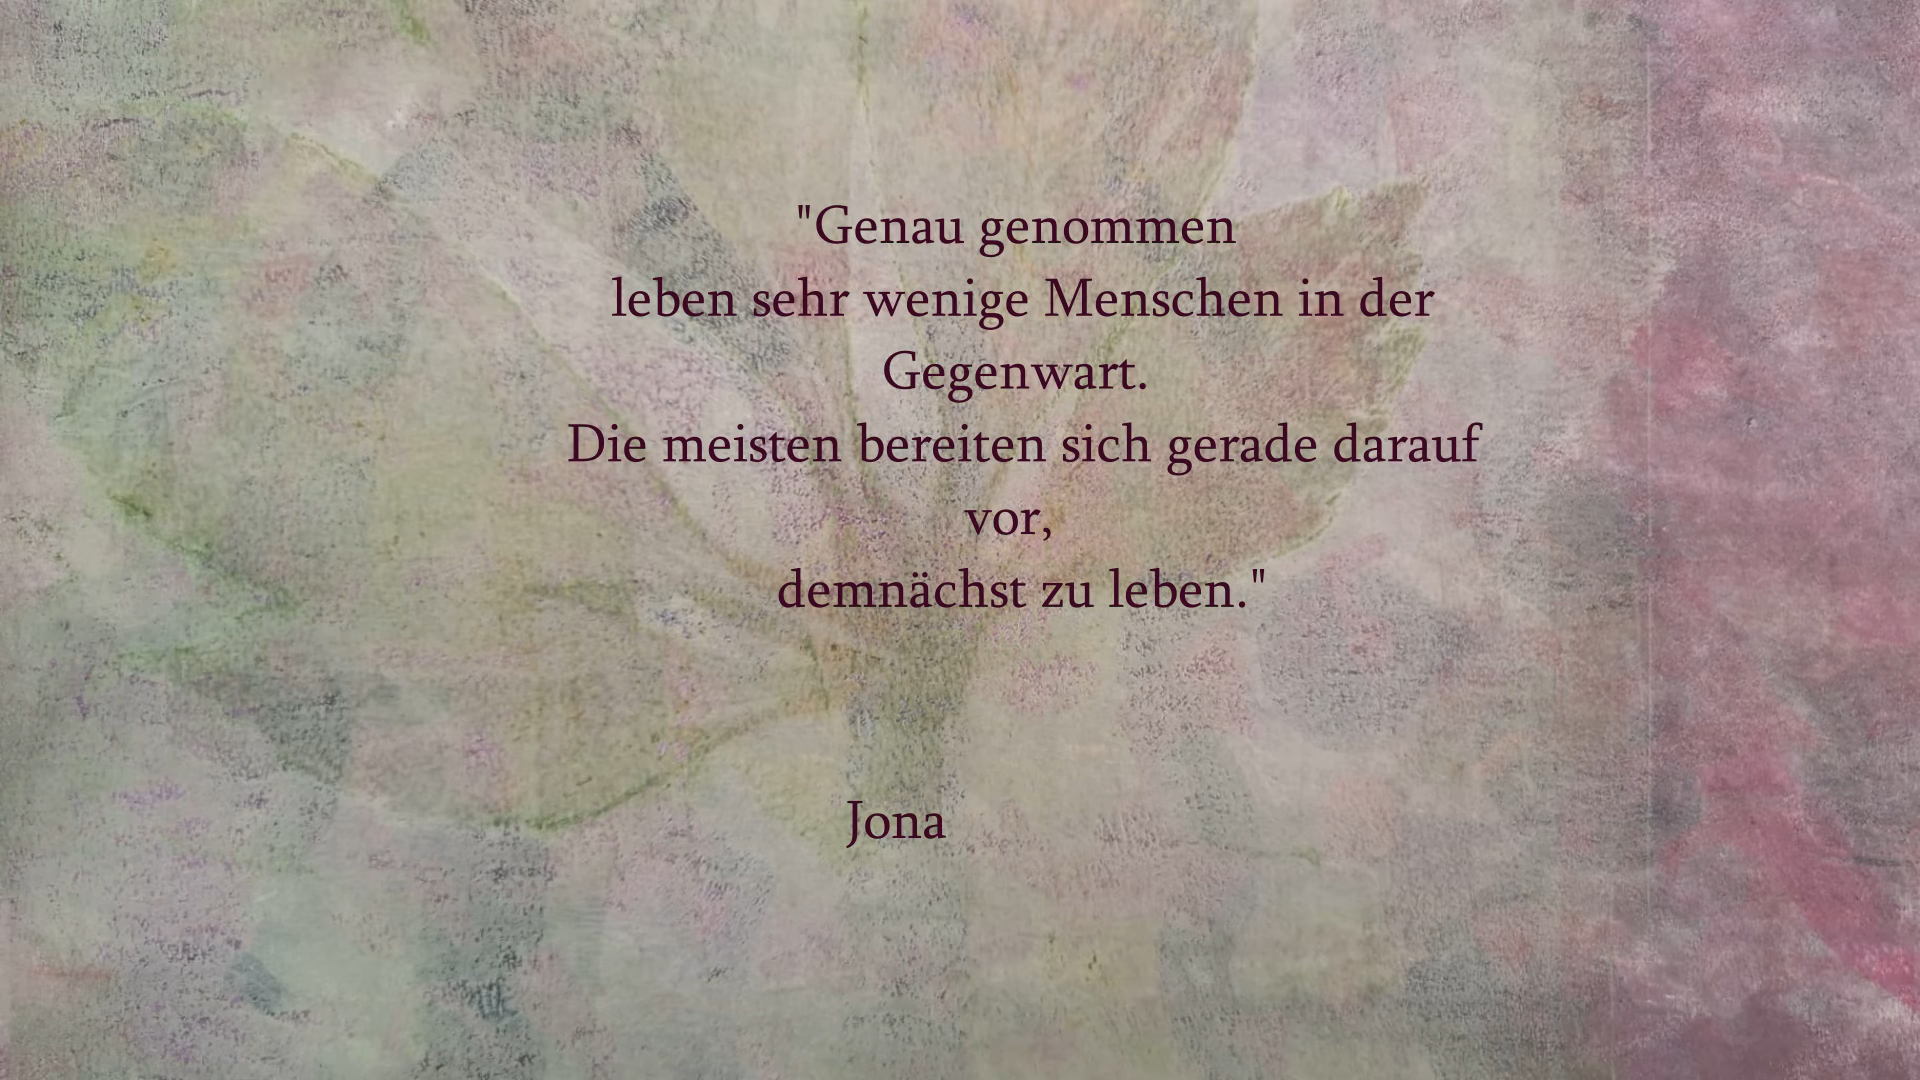 "Genau genommen
leben sehr wenige Menschen in der
Gegenwart.
Die meisten bereiten sich gerade darauf
vor,
demnächst zu leben."
Jona